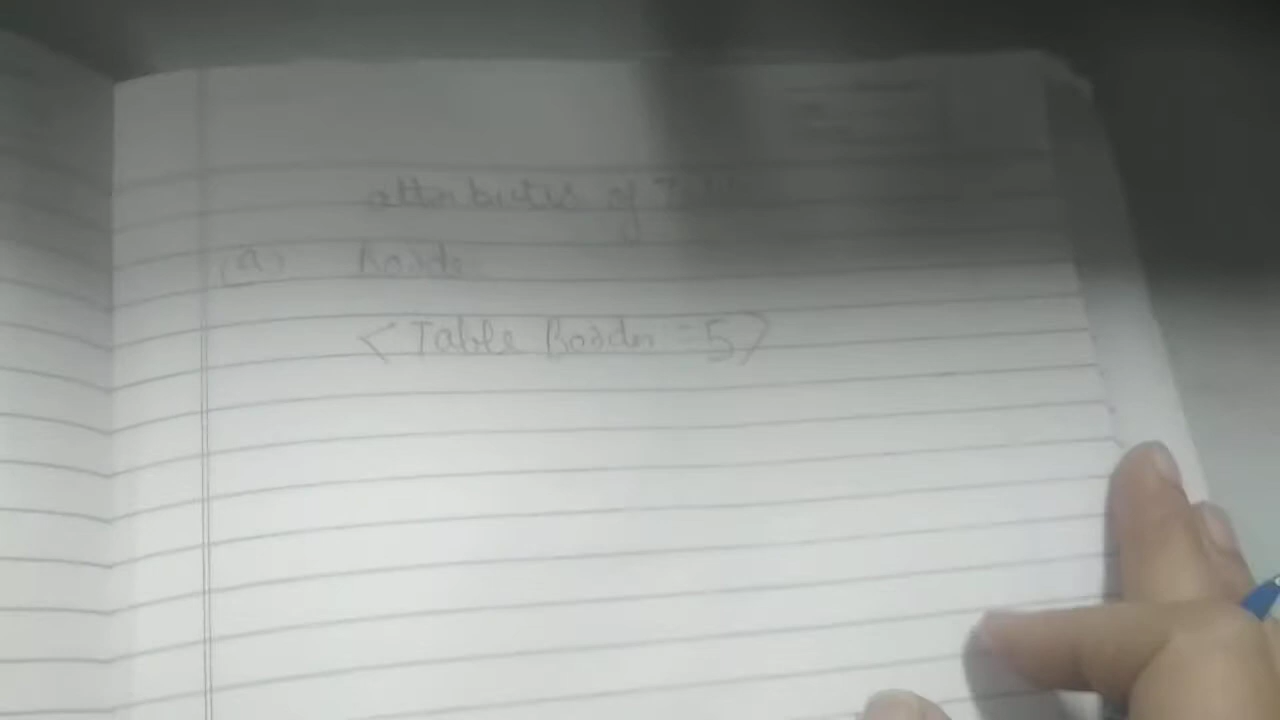 attributes of
(a) Border
< Table Border =5>